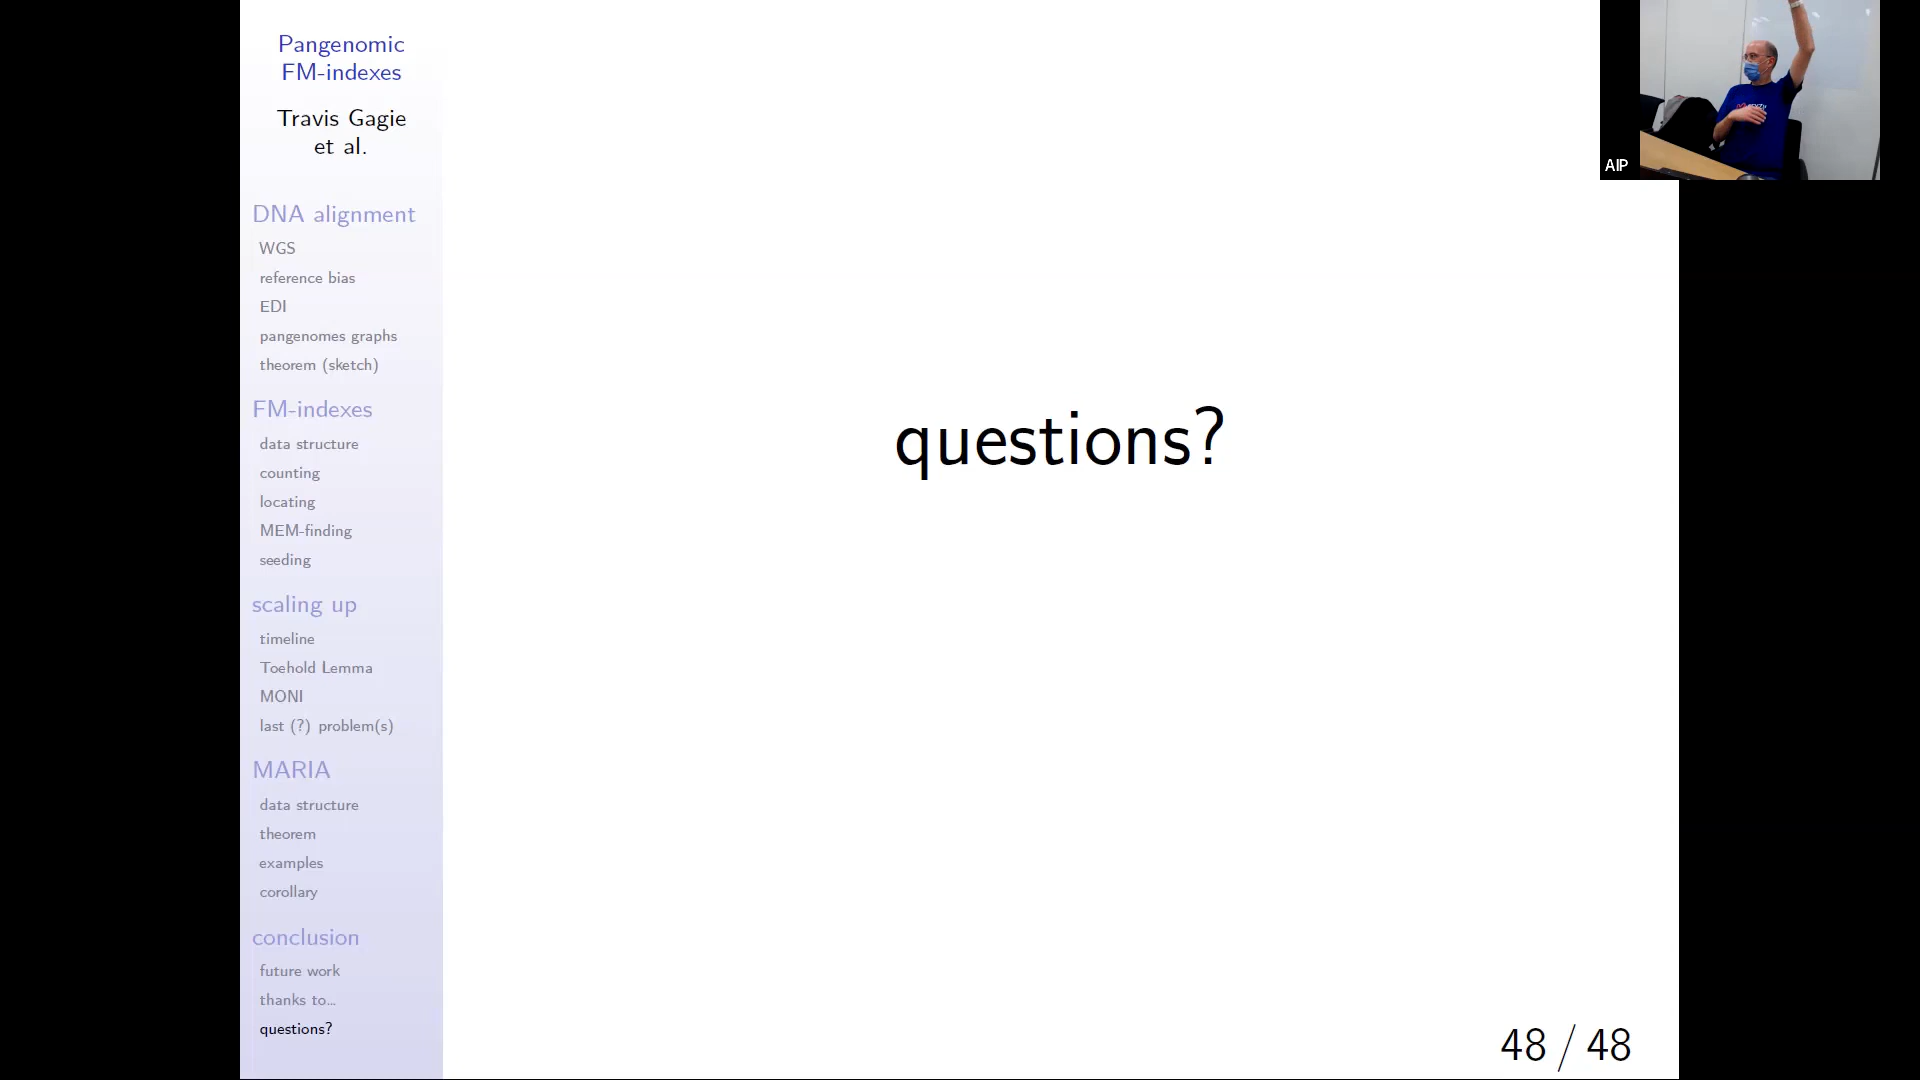 Pangenomic
FM-indexes
Travis Gagie
et al.
DNA alignment
WGS
reference bias
EDI
pangenomes graphs
theorem (sketch)
FM-indexes
data structure
counting
locating
MEM-finding
seeding
scaling up
timeline
Toehold Lemma
MONI
last (?) problem(s)
MARIA
data structure
theorem
examples
corollary
conclusion
future work
thanks to...
questions?
questions?
48 / 48
AIP